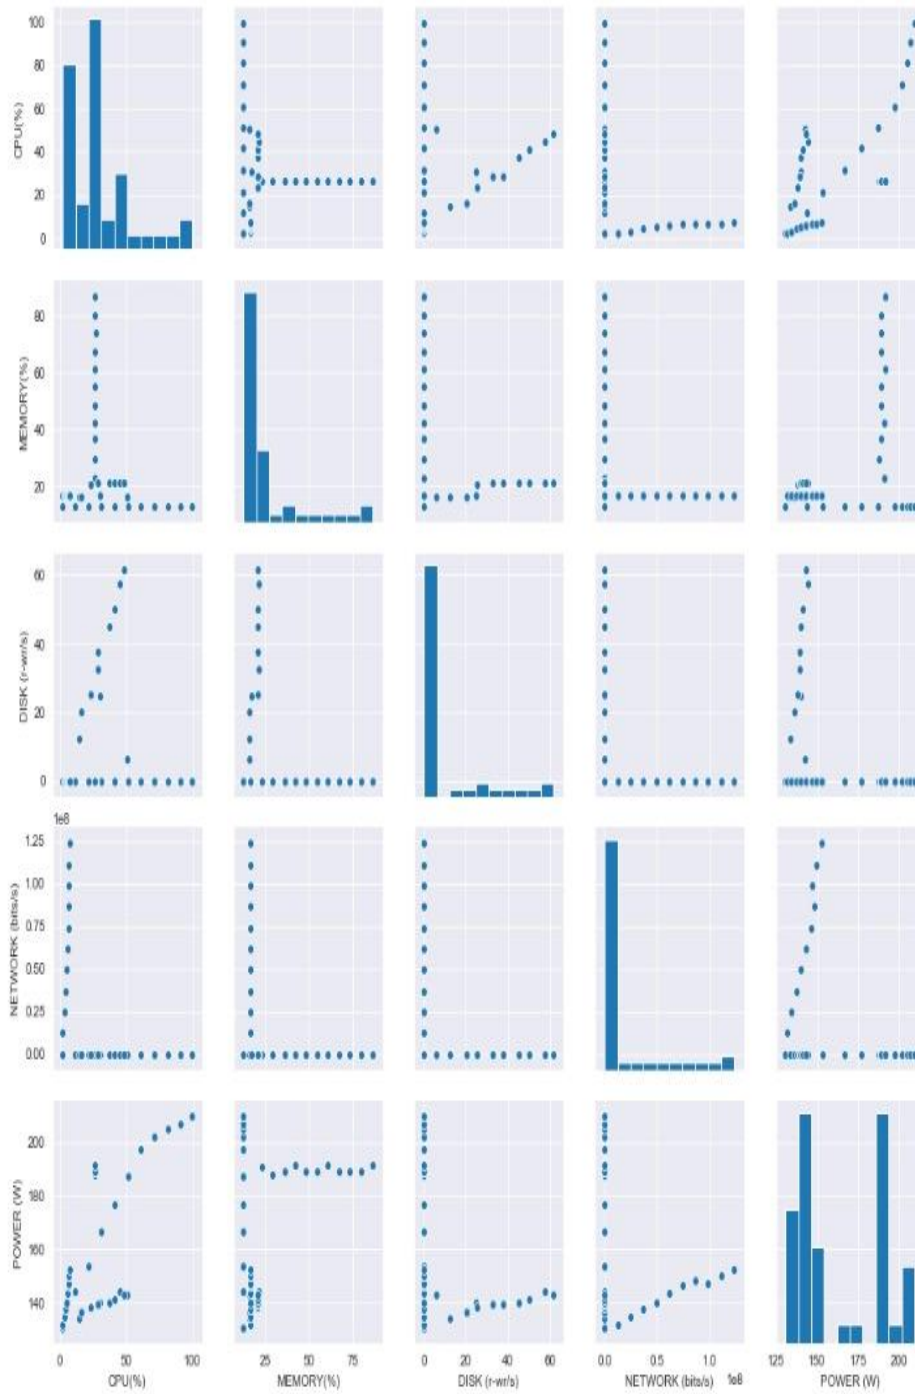 100
80
60
40
20
0
CPU(%)
80
60
40
20
MEMORY(%)
60
40
20
0
DISK (r-wr/s)
1e8
1.25
1.00
0.75
0.50
0.25
0.00
NETWORK (bits/s)
200
180
160
140
POWER (W)
0 50 100
25 75
0 20 40 60
0.0 0.5 1.0
125 150 175 200
1e8
CPU(%) MEMORY(%) DISK (r-wr/s) NETWORK (bits/s) POWER (W)